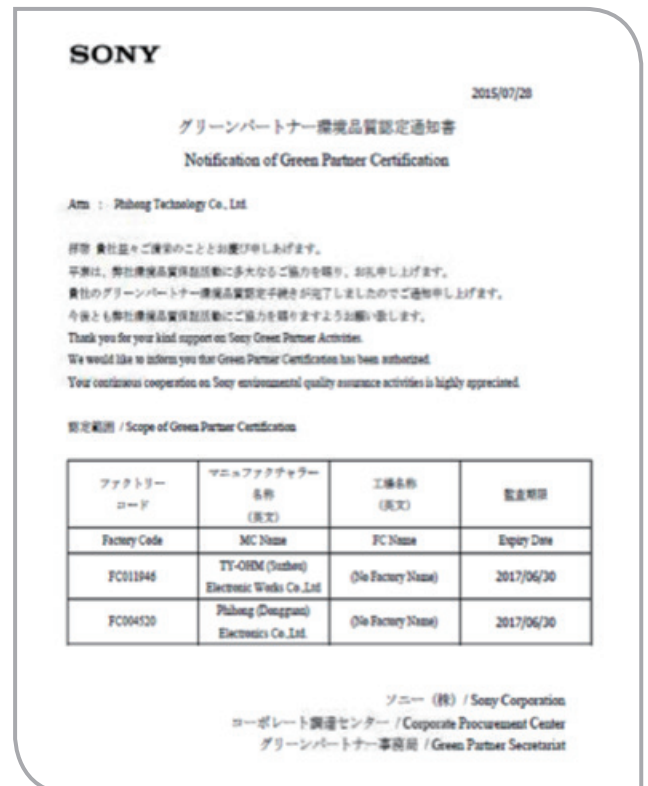 SONY
2015/07/28
グリーンパートナー環境品質認定通知書
Notification of Green Partner Certification
Attn : Phihong Technology Co., Ltd.
拝啓 貴社益々ご清栄のこととお慶び申しあげます。
平素は、弊社環境品質保証活動に多大なるご協力を賜り、お礼申し上げます。
貴社のグリーンパートナー環境品質認定手続きが完了しましたのでご通知申し上げます。
今後とも弊社環境品質保証活動にご協力を賜りますようお願い致します。
Thank you for your kind support on Sony Green Partner Activities.
We would like to inform you that Green Partner Certification has been authorized.
Your continuous cooperation on Sony environmental quality assurance activities is highly appreciated.
認定範囲 / Scope of Green Partner Certification
ファクトリーコード マニュファクチャラー名称(英文) 工場名称(英文) 監査期限
Factory Code MC Name FC Name Expiry Date
FC011946 TY-OHM (Suzhou) Electronic Works Co.,Ltd (No Factory Name) 2017/06/30
FC004520 Phihong (Dongguan) Electronics Co.,Ltd. (No Factory Name) 2017/06/30
ソニー (株) / Sony Corporation
コーポレート調達センター / Corporate Procurement Center
グリーンパートナー事務局 / Green Partner Secretariat